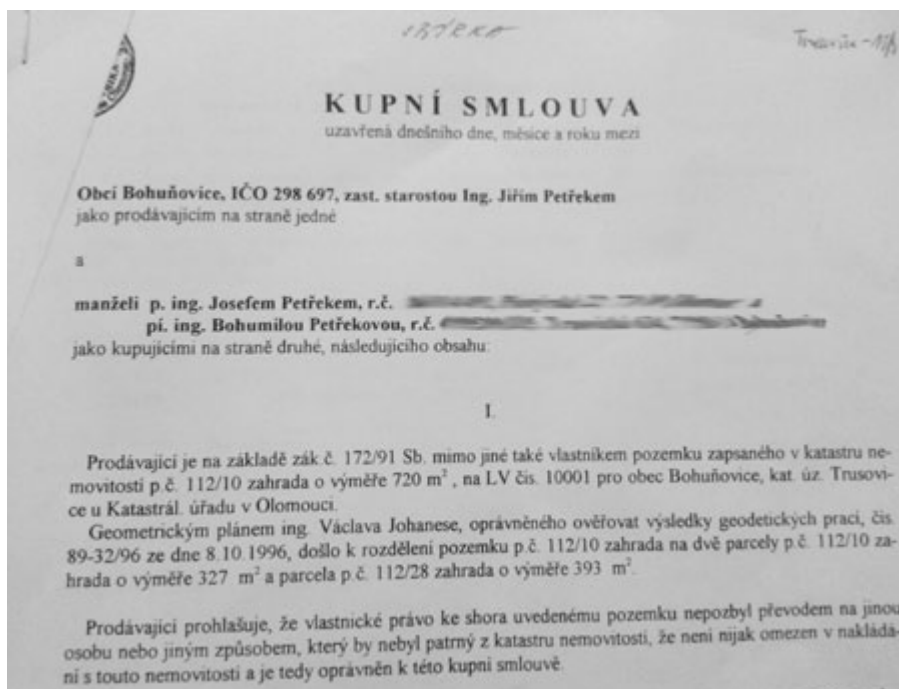 SBÍRKA
KUPNÍ SMLOUVA
uzavřená dnešního dne, měsíce a roku mezi
Obcí Bohuňovice, IČO 298 697, zast. starostou Ing. Jiřím Petřekem
jako prodávajícím na straně jedné
a
manželi p. ing. Josefem Petřekem, r.č.
pí. ing. Bohumilou Petřekovou, r.č.
jako kupujícími na straně druhé, následujícího obsahu:
I.
Prodávající je na základě zák.č. 172/91 Sb. mimo jiné také vlastníkem pozemku zapsaného v katastru ne-
movitostí p.č. 112/10 zahrada o výměře 720 m², na LV čís. 10001 pro obec Bohuňovice, kat. úz. Trusovi-
ce u Katastrál. úřadu v Olomouci.
Geometrickým plánem ing. Václava Johanese, oprávněného ověřovat výsledky geodetických prací, čís.
89-32/96 ze dne 8.10.1996, došlo k rozdělení pozemku p.č. 112/10 zahrada na dvě parcely p.č. 112/10 za-
hrada o výměře 327 m² a parcela p.č. 112/28 zahrada o výměře 393 m².
Prodávající prohlašuje, že vlastnické právo ke shora uvedenému pozemku nepozbyl převodem na jinou
osobu nebo jiným způsobem, který by nebyl patrný z katastru nemovitostí, že není nijak omezen v nakládá-
ní s touto nemovitostí a je tedy oprávněn k této kupní smlouvě.